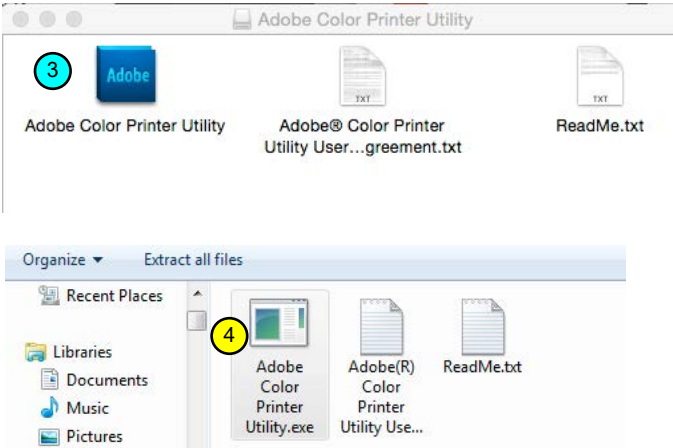 Adobe Color Printer Utility
3
Adobe
TXT
TXT
Adobe Color Printer Utility
Adobe® Color Printer
Utility User...greement.txt
ReadMe.txt
Organize
Extract all files
Recent Places
Libraries
Documents
Music
Pictures
4
Adobe
Color
Printer
Utility.exe
Adobe(R)
Color
Printer
Utility Use...
ReadMe.txt